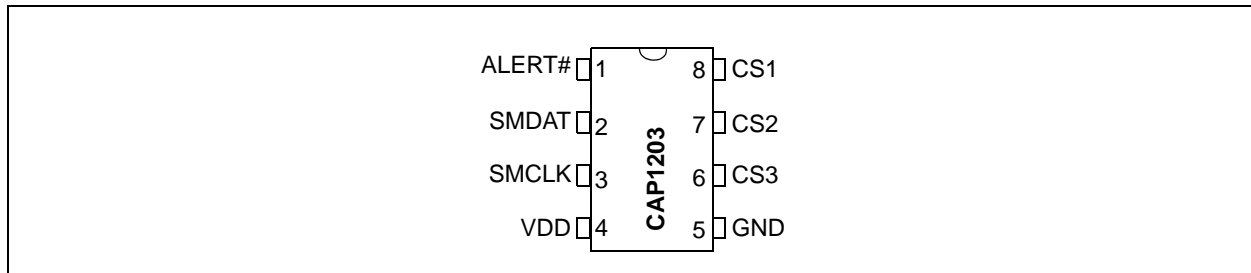 ALERT# 1 8 CS1
SMDAT 2 7 CS2
SMCLK 3 6 CS3
VDD 4 5 GND
CAP1203